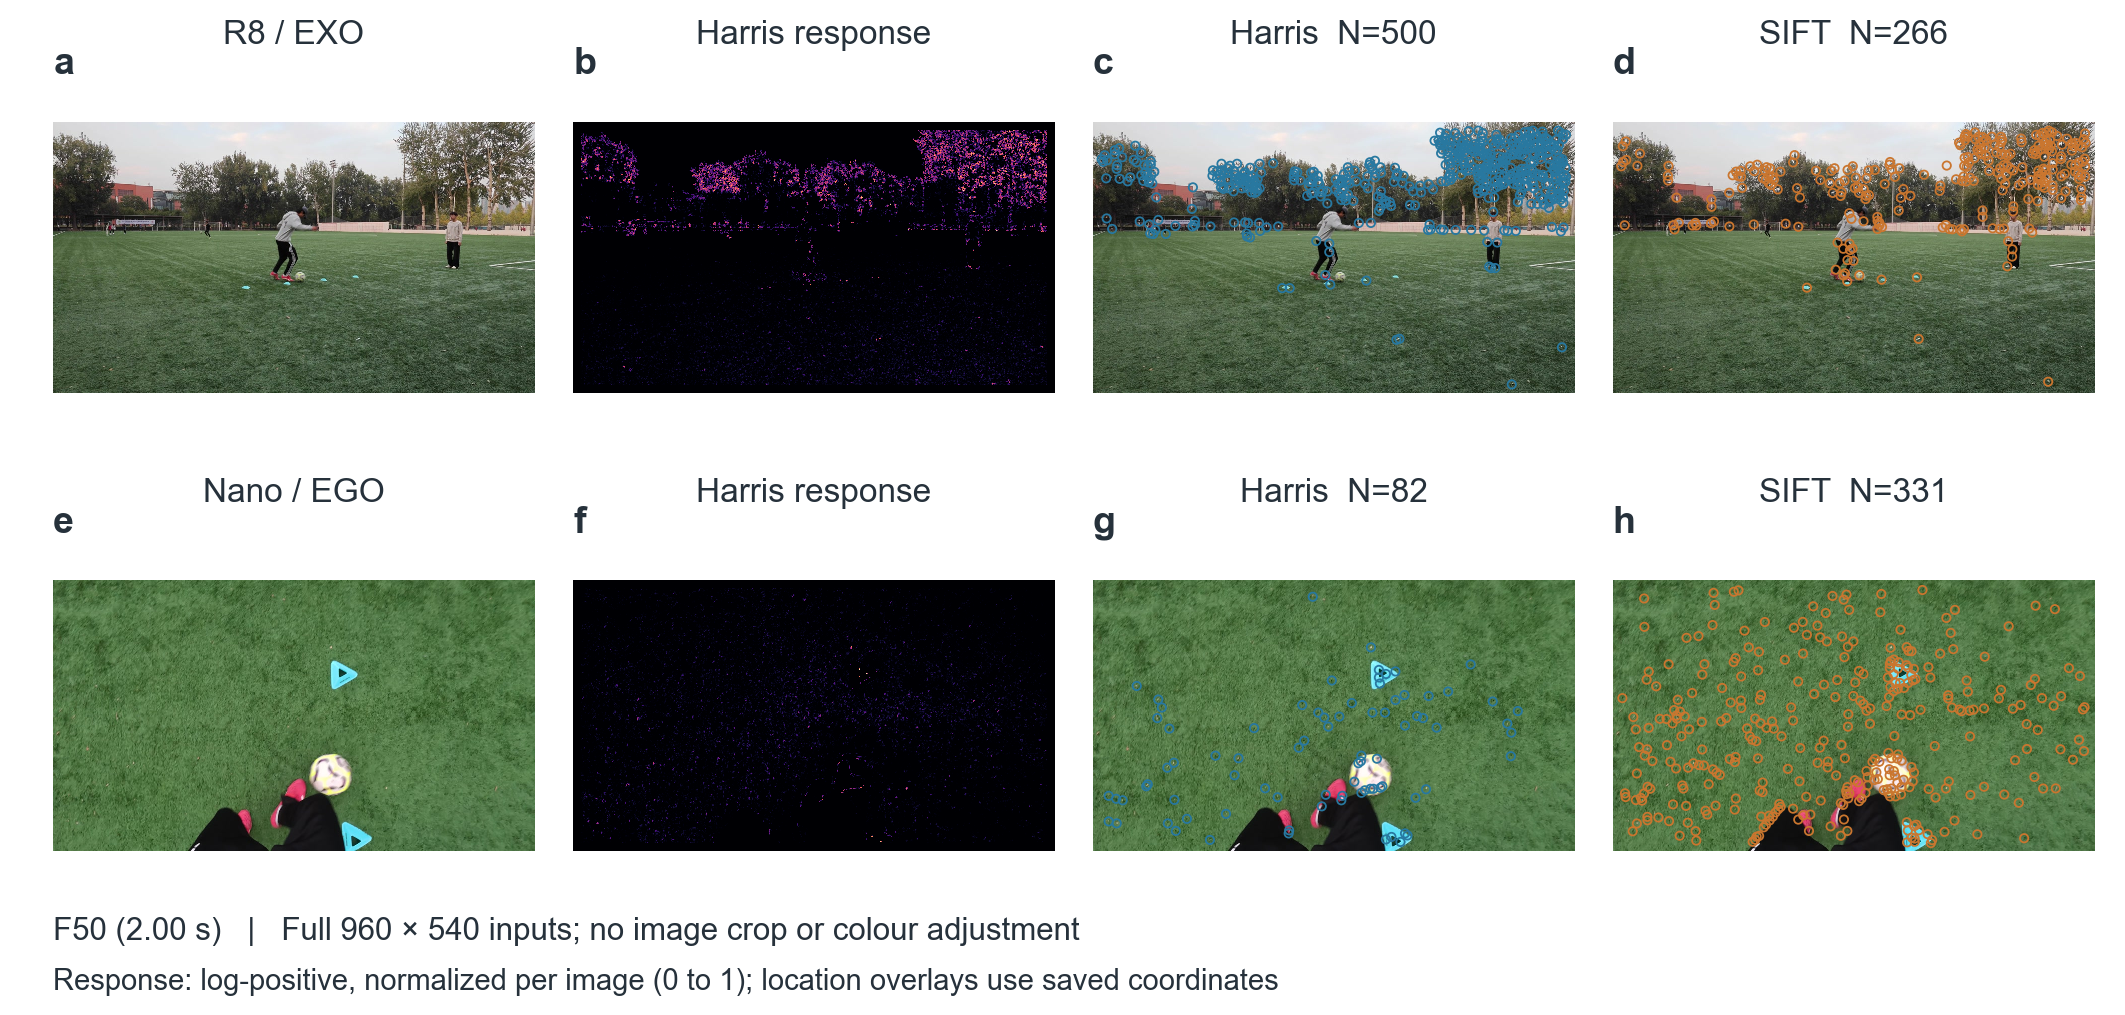 R8 / EXO
Harris response
Harris N=500
SIFT N=266
a
b
c
d
Nano / EGO
Harris response
Harris N=82
SIFT N=331
e
f
g
h
F50 (2.00 s) | Full 960 × 540 inputs; no image crop or colour adjustment
Response: log-positive, normalized per image (0 to 1); location overlays use saved coordinates